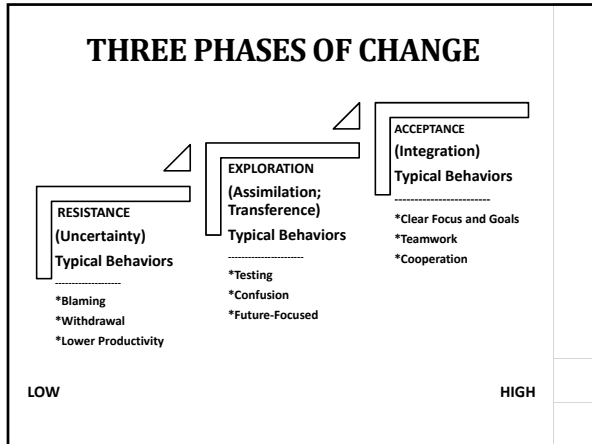 THREE PHASES OF CHANGE
RESISTANCE
(Uncertainty)
Typical Behaviors
--------------------
*Blaming
*Withdrawal
*Lower Productivity
EXPLORATION
(Assimilation;
Transference)
Typical Behaviors
-----------------------
*Testing
*Confusion
*Future-Focused
ACCEPTANCE
(Integration)
Typical Behaviors
------------------------
*Clear Focus and Goals
*Teamwork
*Cooperation
LOW
HIGH